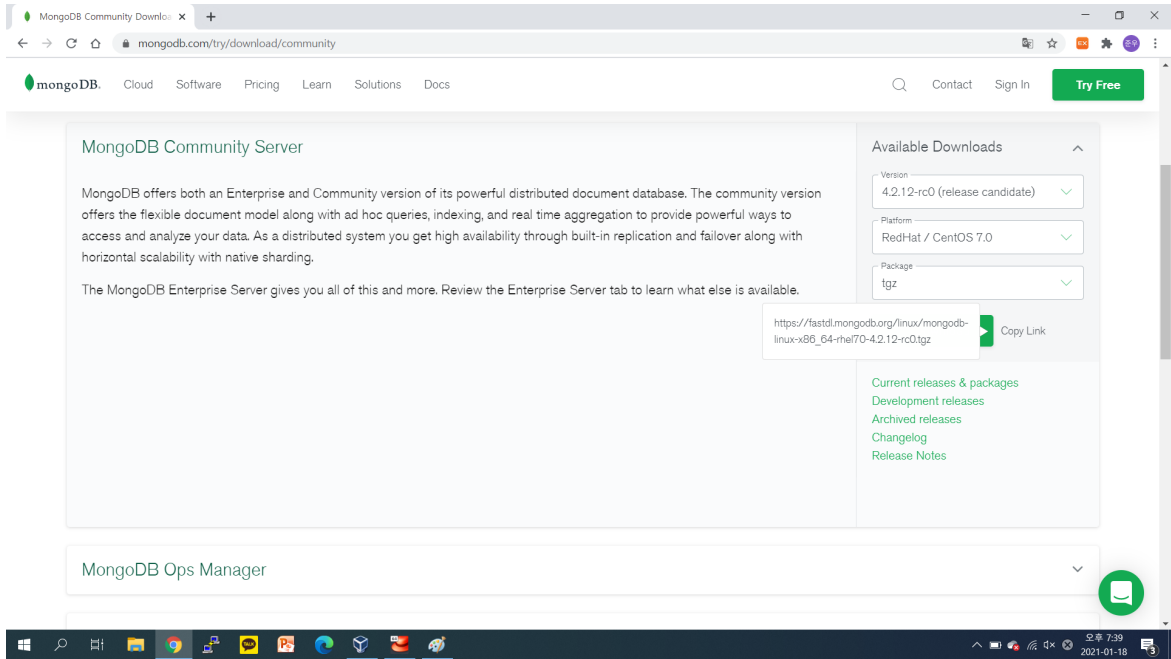 MongoDB Community Downloa
mongodb.com/try/download/community
준우
mongoDB. Cloud Software Pricing Learn Solutions Docs Contact Sign In Try Free
MongoDB Community Server
MongoDB offers both an Enterprise and Community version of its powerful distributed document database. The community version
offers the flexible document model along with ad hoc queries, indexing, and real time aggregation to provide powerful ways to
access and analyze your data. As a distributed system you get high availability through built-in replication and failover along with
horizontal scalability with native sharding.
The MongoDB Enterprise Server gives you all of this and more. Review the Enterprise Server tab to learn what else is available.
Available Downloads
Version
4.2.12-rc0 (release candidate)
Platform
RedHat / CentOS 7.0
Package
tgz
https://fastdl.mongodb.org/linux/mongodb-
linux-x86_64-rhel70-4.2.12-rc0.tgz
Copy Link
Current releases & packages
Development releases
Archived releases
Changelog
Release Notes
MongoDB Ops Manager
TALK
오후 7:39
2021-01-18
3